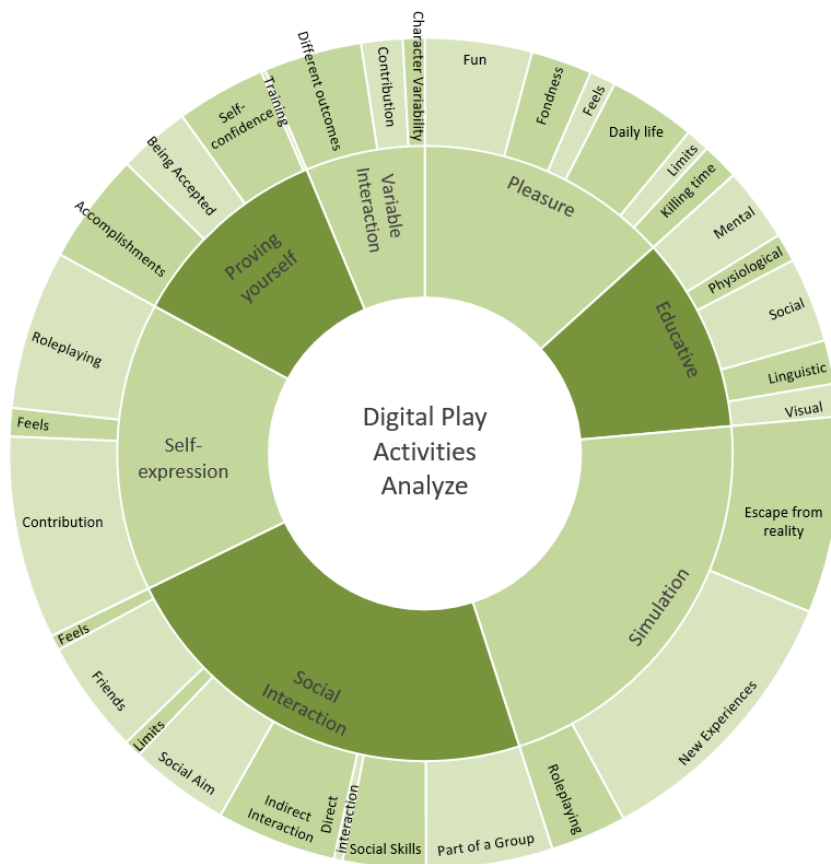 Digital Play
Activities
Analyze
Pleasure
Fun
Fondness
Feels
Daily life
Limits
Killing time
Educative
Mental
Physiological
Social
Linguistic
Visual
Simulation
Escape from
reality
New Experiences
Roleplaying
Social
Interaction
Part of a Group
Social Skills
Direct
interaction
Indirect
Interaction
Social Aim
Limits
Friends
Feels
Self-
expression
Contribution
Feels
Roleplaying
Proving
yourself
Accomplishments
Being Accepted
Self-
confidence
Training
Variable
Interaction
Different outcomes
Contribution
Character Variability